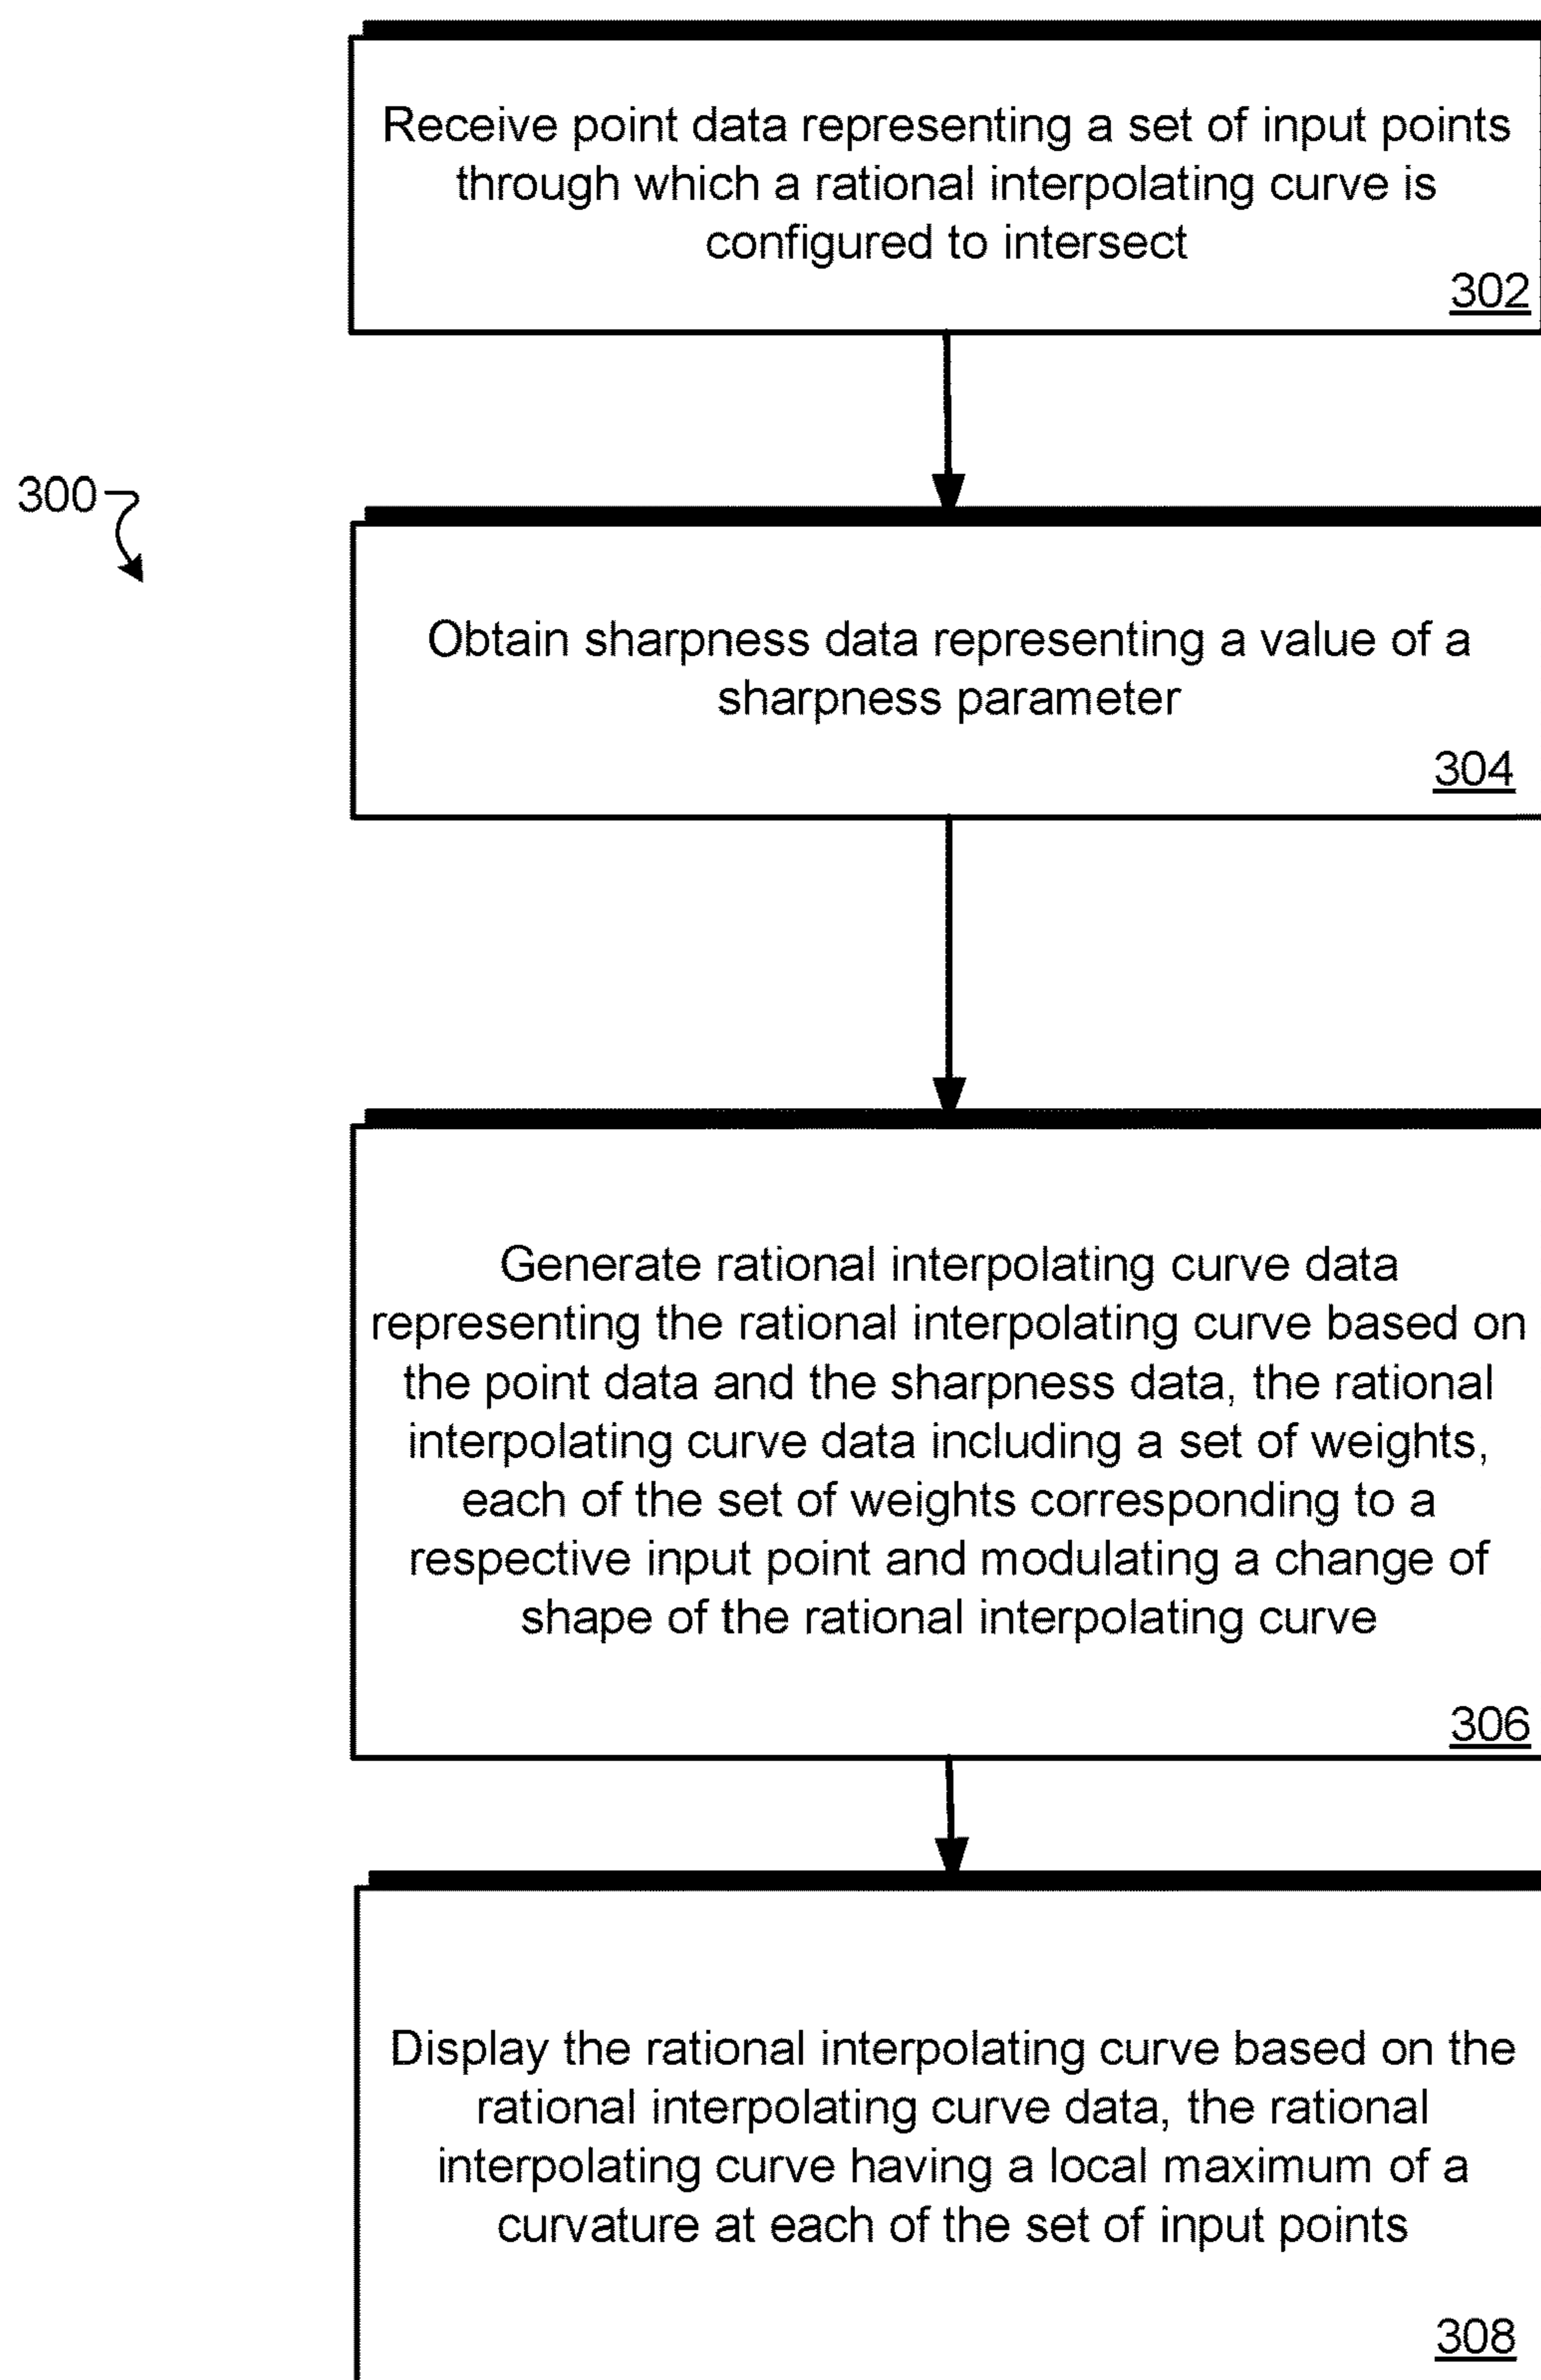 Receive point data representing a set of input points
through which a rational interpolating curve is
configured to intersect
302
300
Obtain sharpness data representing a value of a
sharpness parameter
304
Generate rational interpolating curve data
representing the rational interpolating curve based on
the point data and the sharpness data, the rational
interpolating curve data including a set of weights,
each of the set of weights corresponding to a
respective input point and modulating a change of
shape of the rational interpolating curve
306
Display the rational interpolating curve based on the
rational interpolating curve data, the rational
interpolating curve having a local maximum of a
curvature at each of the set of input points
308